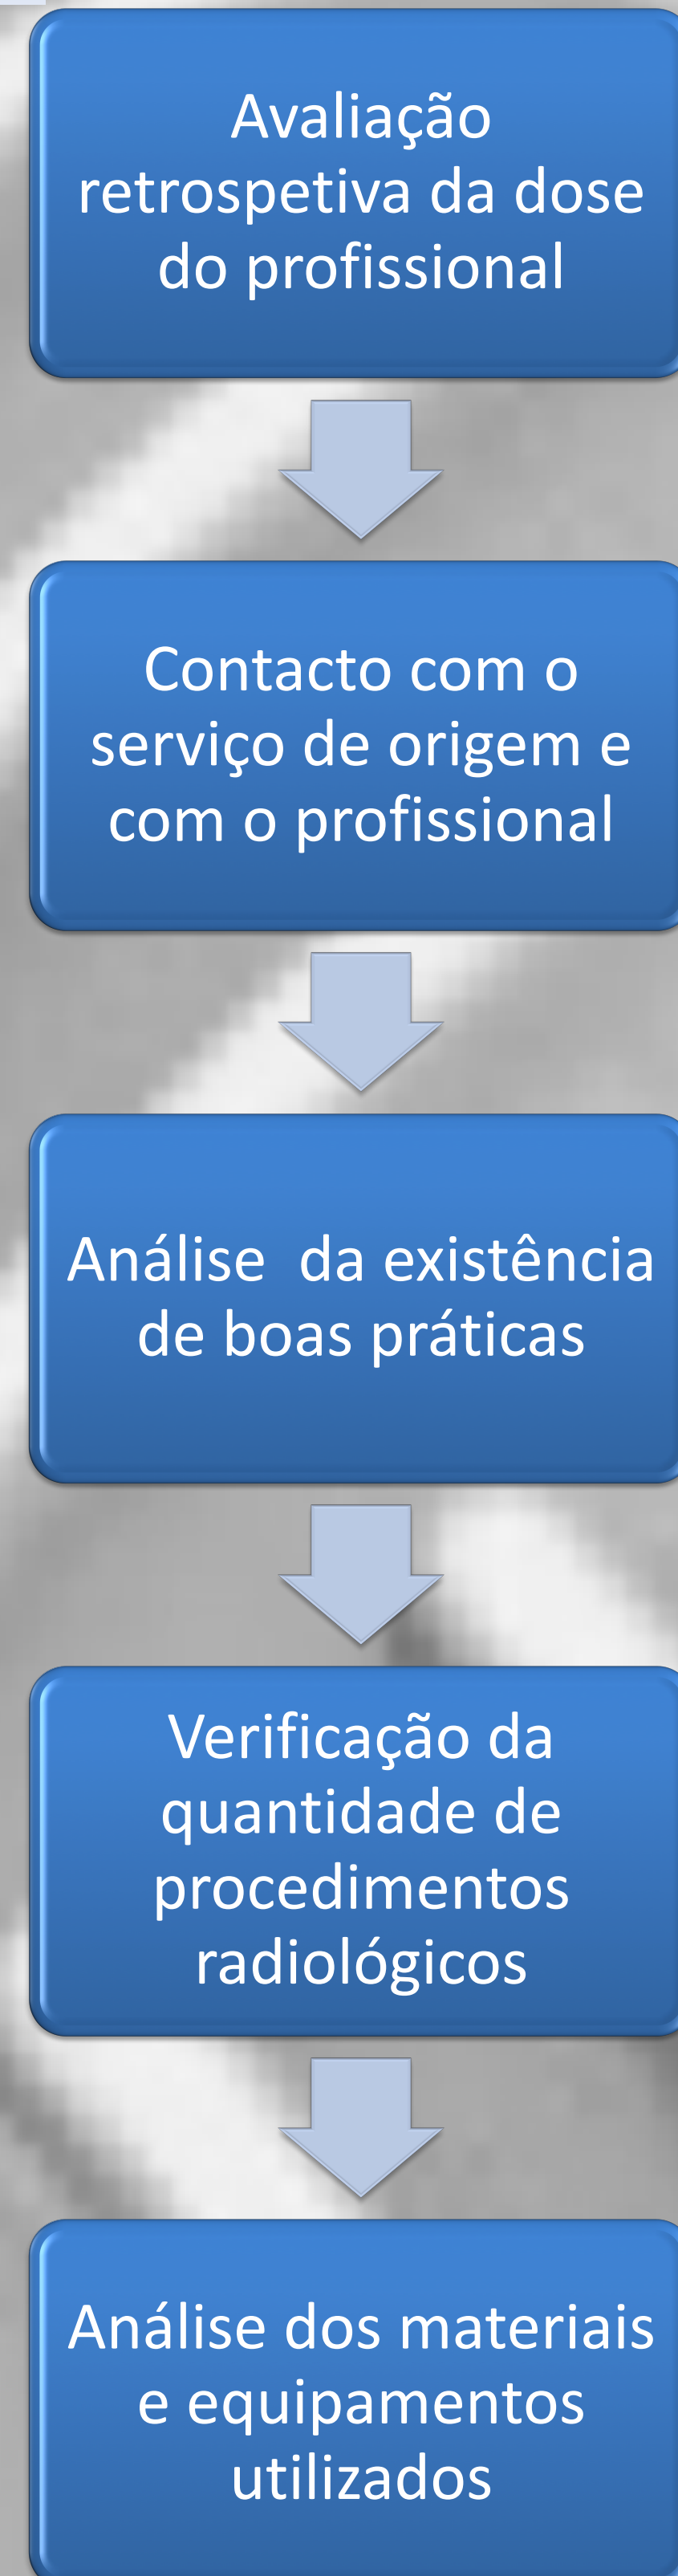 Avaliação
retrospetiva da dose
do profissional
Contacto com o
serviço de origem e
com o profissional
Análise  da existência
de boas práticas
Verificação da
quantidade de
procedimentos
radiológicos
Análise dos materiais
e equipamentos
utilizados